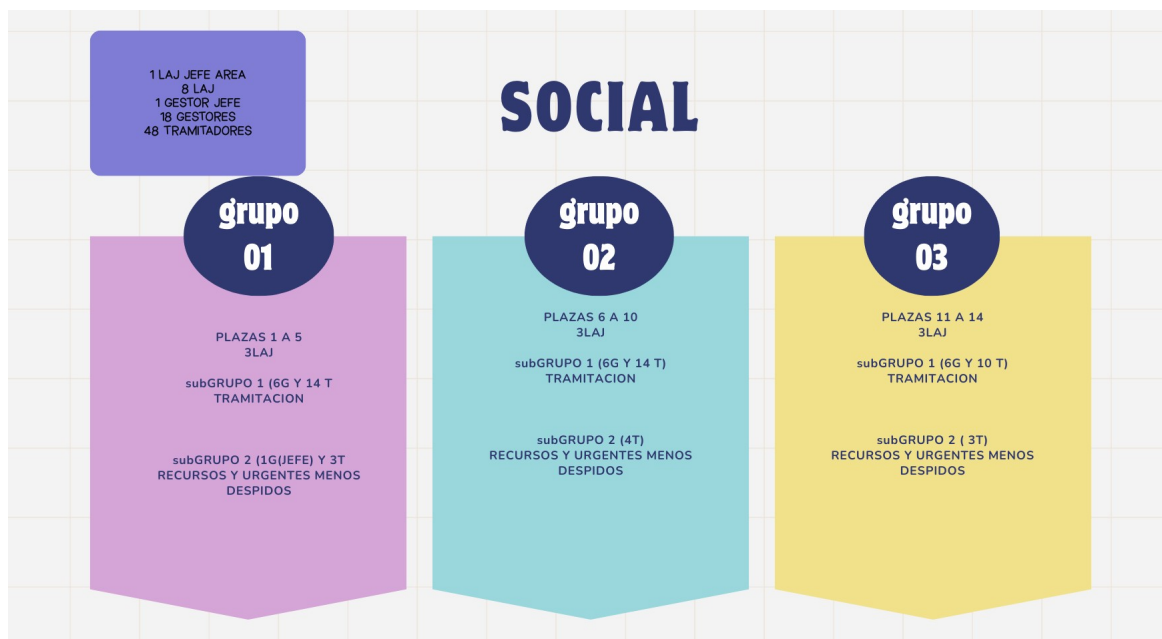 1 LAJ JEFE AREA
8 LAJ
1 GESTOR JEFE
18 GESTORES
48 TRAMITADORES
SOCIAL
grupo
01
PLAZAS 1 A 5
3LAJ
subGRUPO 1 (6G Y 14 T
TRAMITACION
subGRUPO 2 (1G(JEFE) Y 3T
RECURSOS Y URGENTES MENOS
DESPIDOS
grupo
02
PLAZAS 6 A 10
3LAJ
subGRUPO 1 (6G Y 14 T)
TRAMITACION
subGRUPO 2 (4T)
RECURSOS Y URGENTES MENOS
DESPIDOS
grupo
03
PLAZAS 11 A 14
3LAJ
subGRUPO 1 (6G Y 10 T)
TRAMITACION
subGRUPO 2 ( 3T)
RECURSOS Y URGENTES MENOS
DESPIDOS